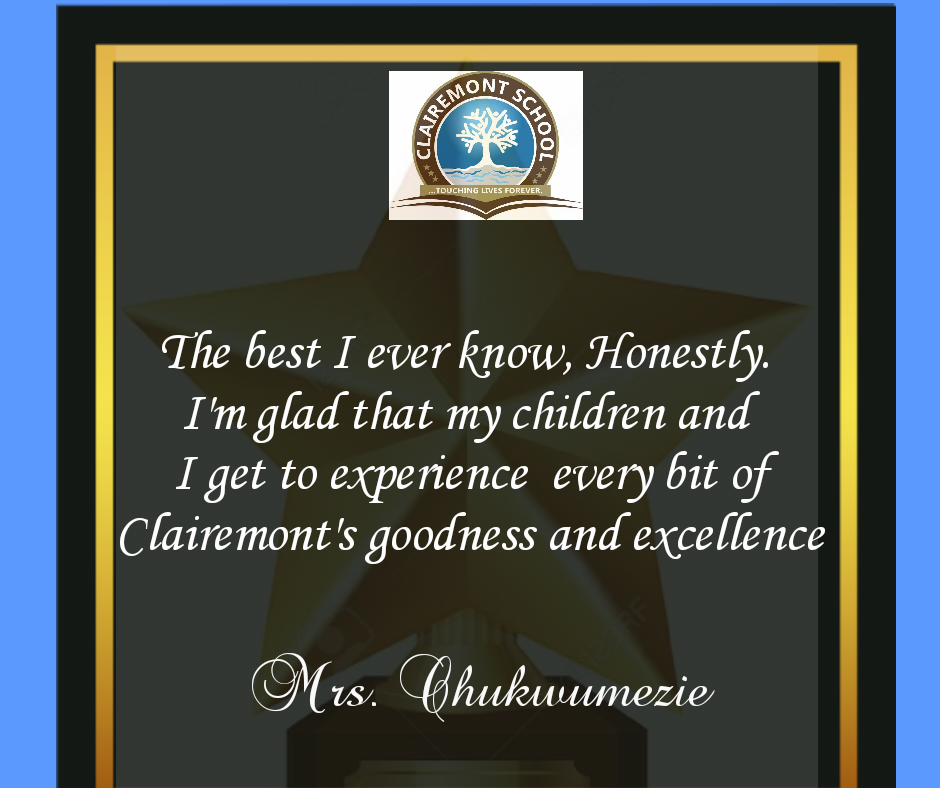 CLAIREMONT SCHOOL
...TOUCHING LIVES FOREVER.
The best I ever know, Honestly.
I'm glad that my children and
I get to experience every bit of
Clairemont's goodness and excellence
Mrs. Chukwumezie